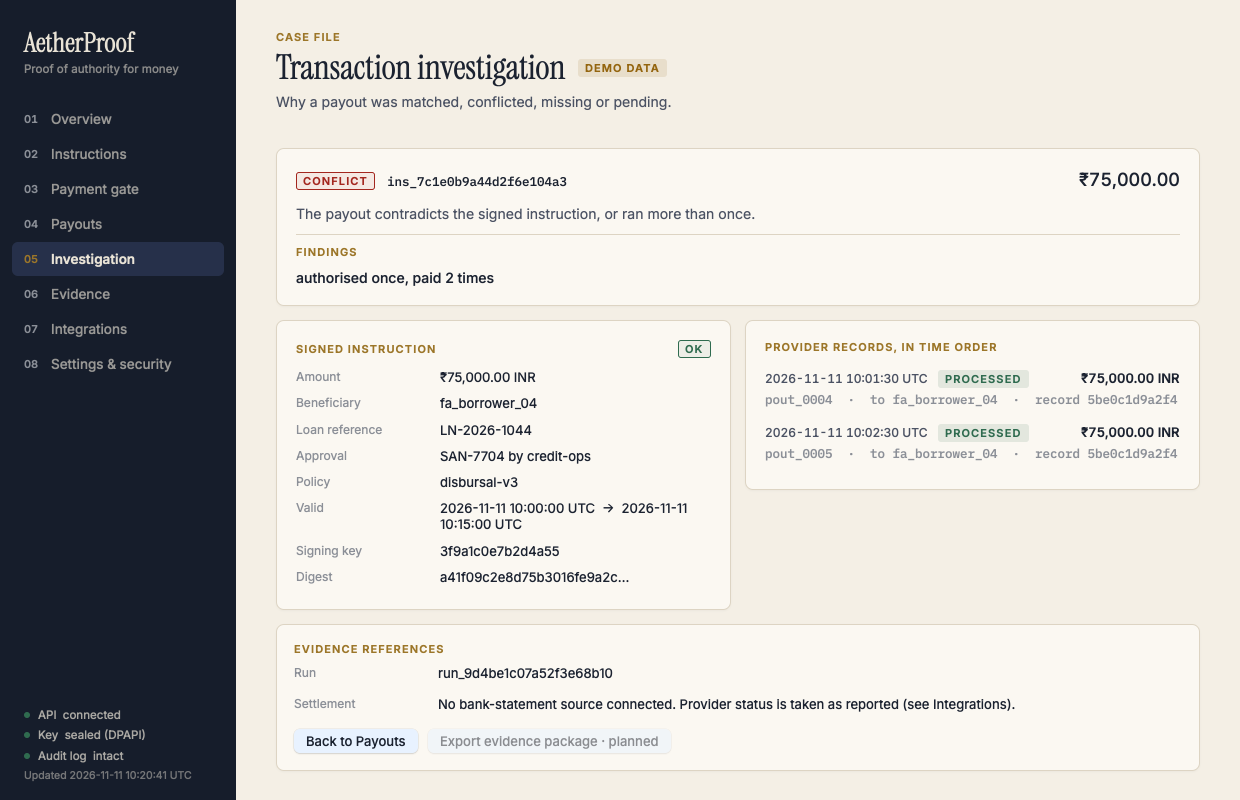 AetherProof
Proof of authority for money
01 Overview
02 Instructions
03 Payment gate
04 Payouts
05 Investigation
06 Evidence
07 Integrations
08 Settings & security
API connected
Key sealed (DPAPI)
Audit log intact
Updated 2026-11-11 10:20:41 UTC
CASE FILE
Transaction investigation DEMO DATA
Why a payout was matched, conflicted, missing or pending.
CONFLICT ins_7c1e0b9a44d2f6e104a3 ₹75,000.00
The payout contradicts the signed instruction, or ran more than once.
FINDINGS
authorised once, paid 2 times
SIGNED INSTRUCTION OK
Amount ₹75,000.00 INR
Beneficiary fa_borrower_04
Loan reference LN-2026-1044
Approval SAN-7704 by credit-ops
Policy disbursal-v3
Valid 2026-11-11 10:00:00 UTC → 2026-11-11
10:15:00 UTC
Signing key 3f9a1c0e7b2d4a55
Digest a41f09c2e8d75b3016fe9a2c…
PROVIDER RECORDS, IN TIME ORDER
2026-11-11 10:01:30 UTC PROCESSED ₹75,000.00 INR
pout_0004 · to fa_borrower_04 · record 5be0c1d9a2f4
2026-11-11 10:02:30 UTC PROCESSED ₹75,000.00 INR
pout_0005 · to fa_borrower_04 · record 5be0c1d9a2f4
EVIDENCE REFERENCES
Run run_9d4be1c07a52f3e68b10
Settlement No bank-statement source connected. Provider status is taken as reported (see Integrations).
Back to Payouts Export evidence package · planned